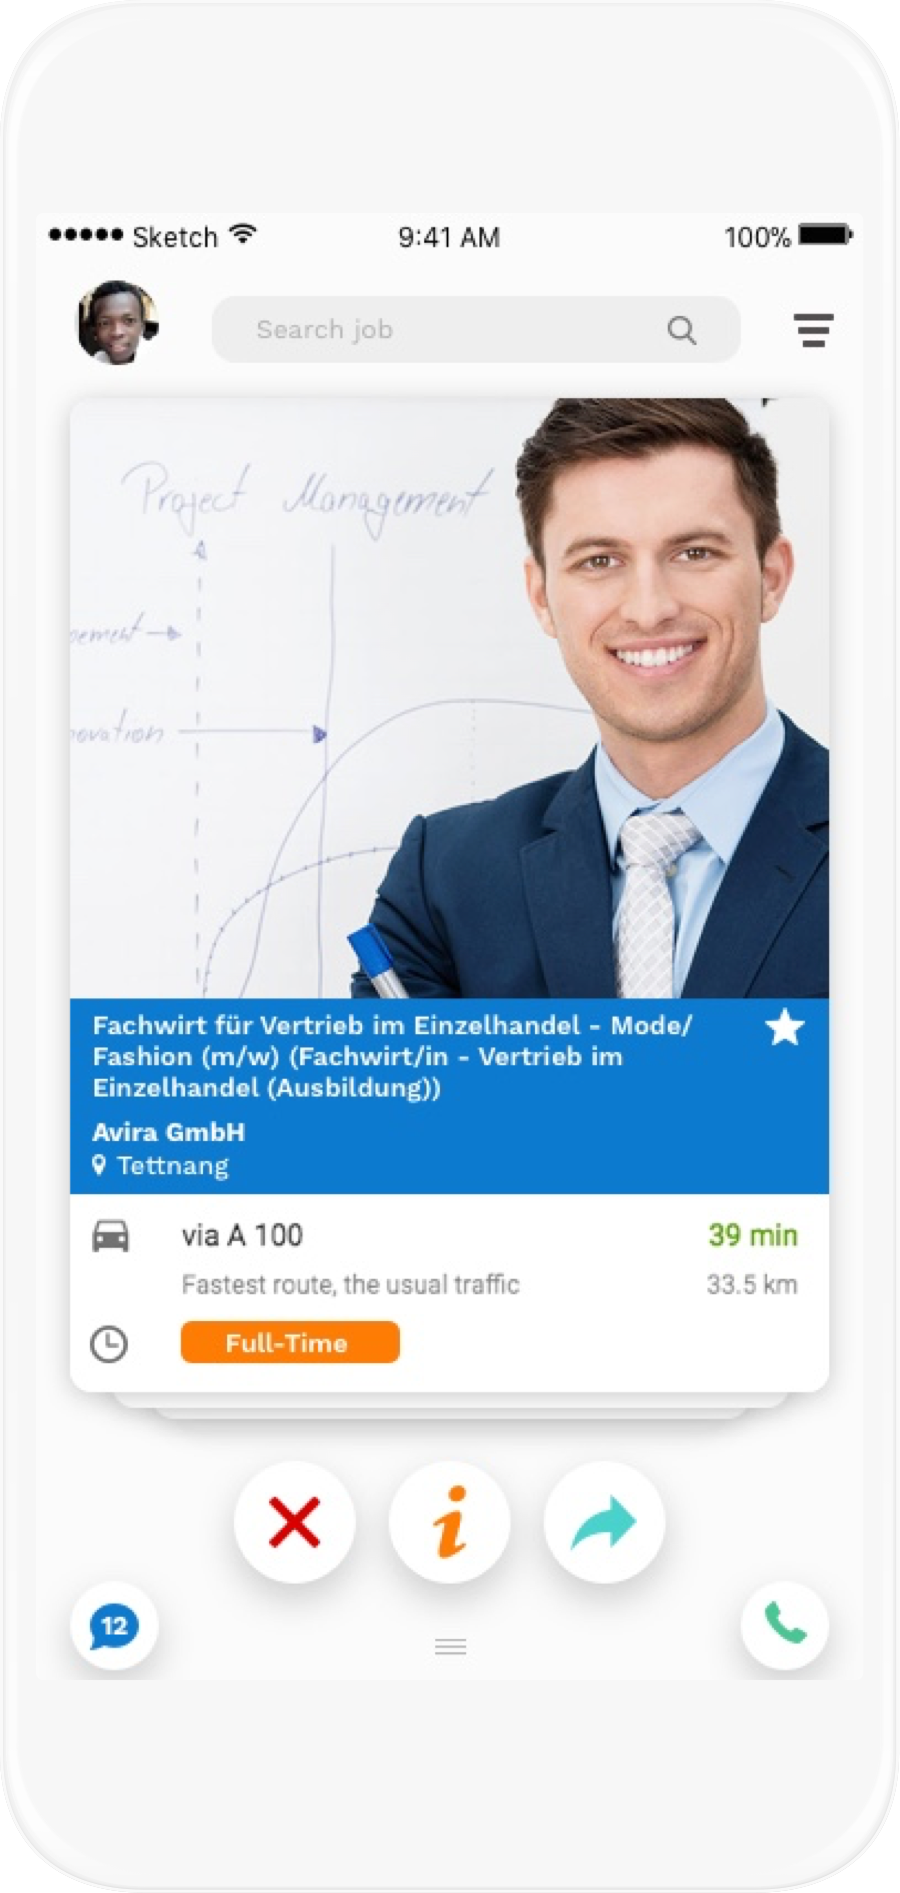 Sketch 9:41 AM 100%
Search job
Project Management
novation
Fachwirt für Vertrieb im Einzelhandel - Mode/
Fashion (m/w) (Fachwirt/in - Vertrieb im
Einzelhandel (Ausbildung))
Avira GmbH
Tettnang
via A 100 39 min
Fastest route, the usual traffic 33.5 km
Full-Time
i
12